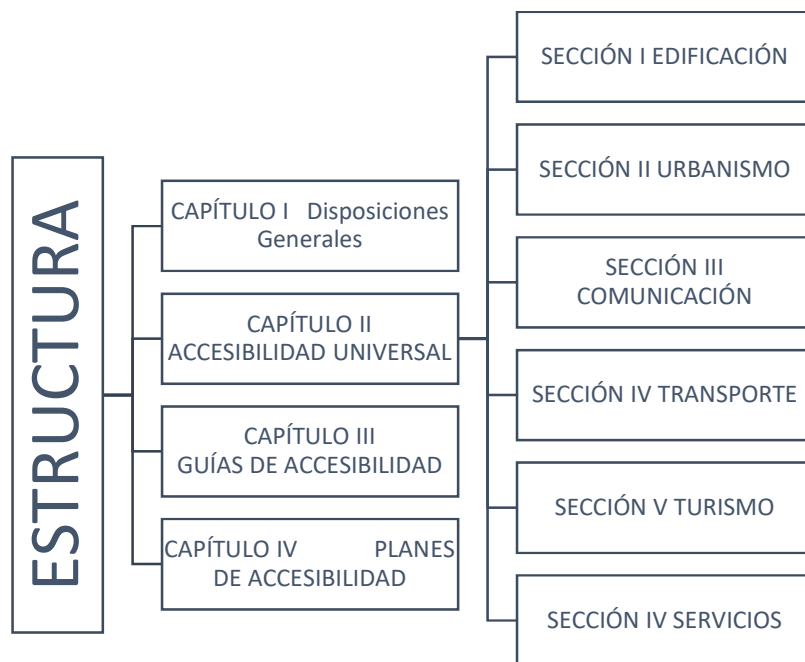 ESTRUCTURA
CAPÍTULO I Disposiciones
Generales
CAPÍTULO II
ACCESIBILIDAD UNIVERSAL
CAPÍTULO III
GUÍAS DE ACCESIBILIDAD
CAPÍTULO IV PLANES
DE ACCESIBILIDAD
SECCIÓN I EDIFICACIÓN
SECCIÓN II URBANISMO
SECCIÓN III
COMUNICACIÓN
SECCIÓN IV TRANSPORTE
SECCIÓN V TURISMO
SECCIÓN IV SERVICIOS